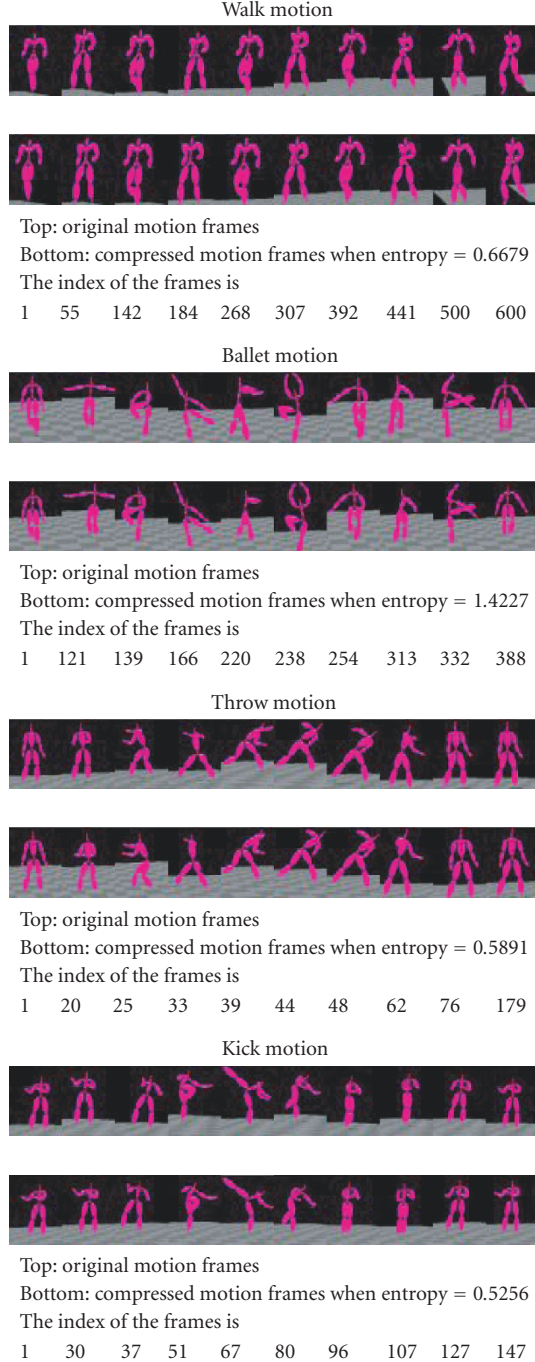 Walk motion
Top: original motion frames
Bottom: compressed motion frames when entropy = 0.6679
The index of the frames is
1 55 142 184 268 307 392 441 500 600
Ballet motion
Top: original motion frames
Bottom: compressed motion frames when entropy = 1.4227
The index of the frames is
1 121 139 166 220 238 254 313 332 388
Throw motion
Top: original motion frames
Bottom: compressed motion frames when entropy = 0.5891
The index of the frames is
1 20 25 33 39 44 48 62 76 179
Kick motion
Top: original motion frames
Bottom: compressed motion frames when entropy = 0.5256
The index of the frames is
1 30 37 51 67 80 96 107 127 147